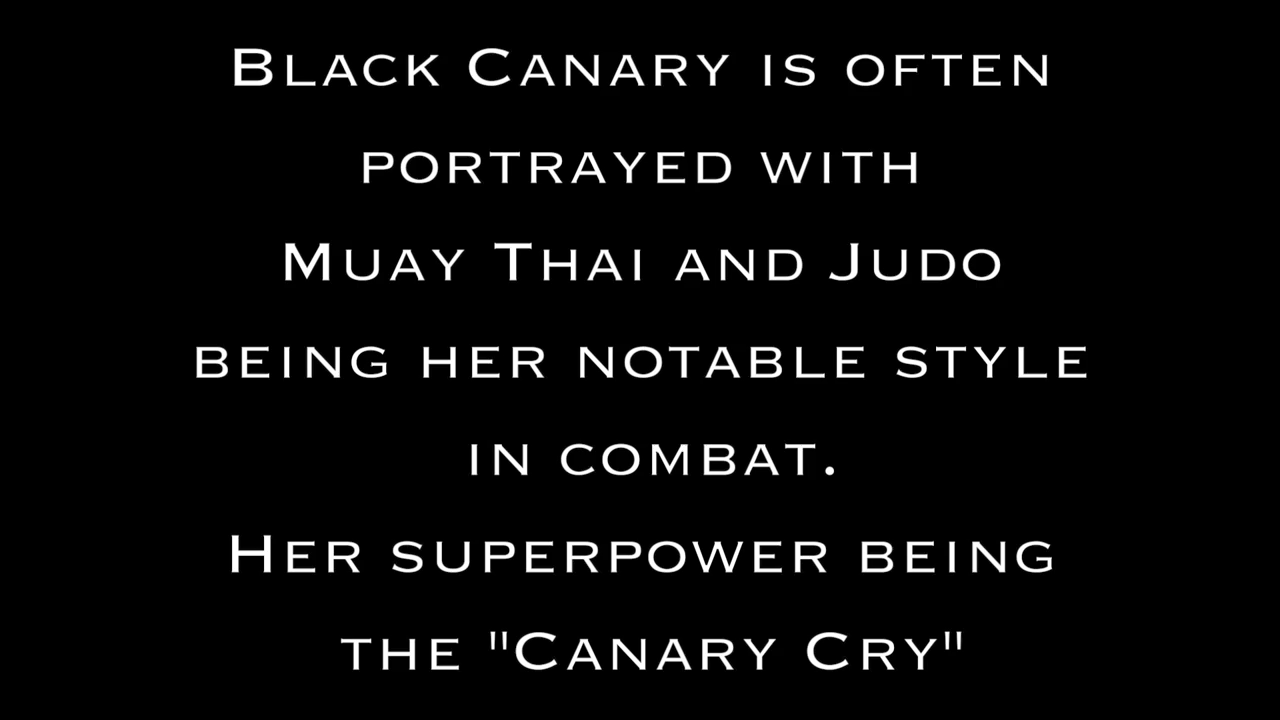 Black Canary is often
portrayed with
Muay Thai and Judo
being her notable style
in combat.
Her superpower being
the "Canary Cry"